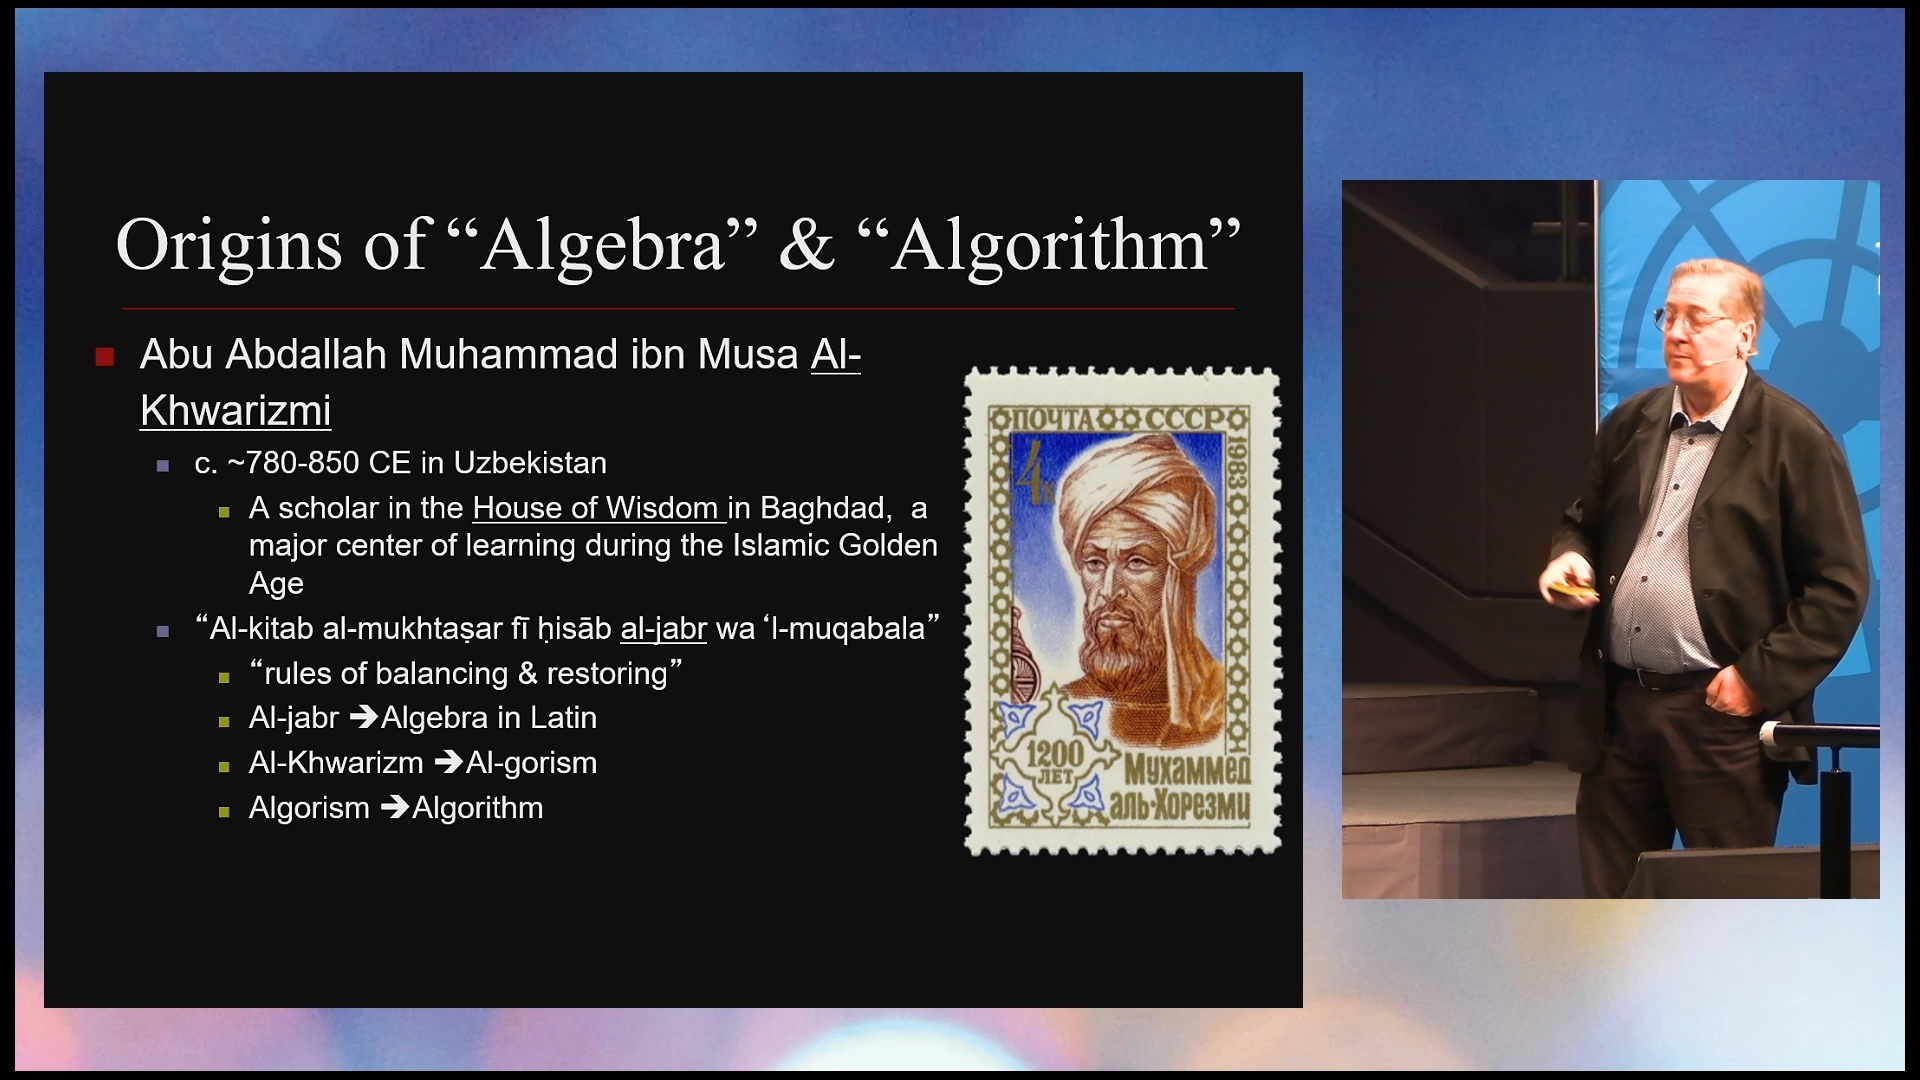 Origins of “Algebra” & “Algorithm”
Abu Abdallah Muhammad ibn Musa Al-
Khwarizmi
c. ~780-850 CE in Uzbekistan
A scholar in the House of Wisdom in Baghdad, a
major center of learning during the Islamic Golden
Age
“Al-kitab al-mukhtaṣar fī ḥisāb al-jabr wa ‘l-muqabala”
“rules of balancing & restoring”
Al-jabr ➔Algebra in Latin
Al-Khwarizm ➔Al-gorism
Algorism ➔Algorithm
ПОЧТА СССР
1983
4к
1200
ЛЕТ
Мухаммед
аль-Хорезми